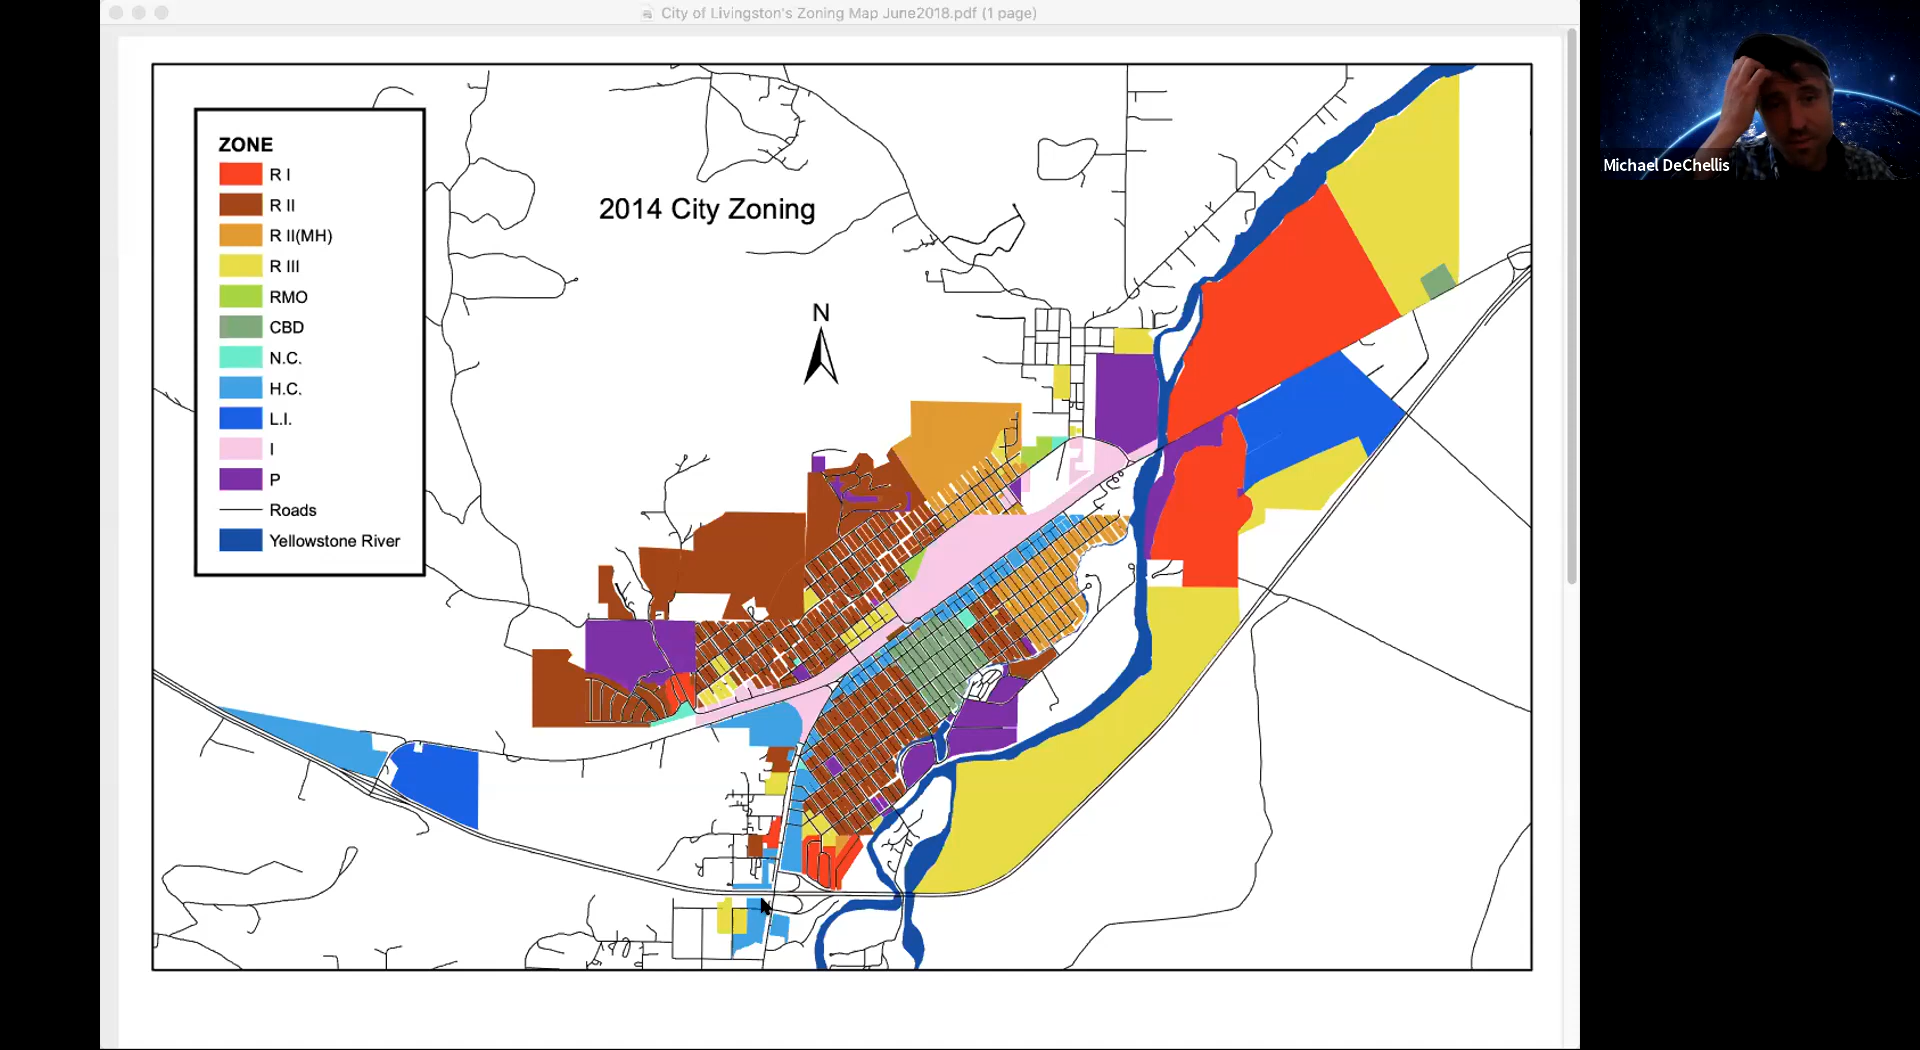 City of Livingston's Zoning Map June2018.pdf (1 page)
Michael DeChellis
ZONE
R I
R II
R II(MH)
R III
RMO
CBD
N.C.
H.C.
L.I.
I
P
Roads
Yellowstone River
2014 City Zoning
N